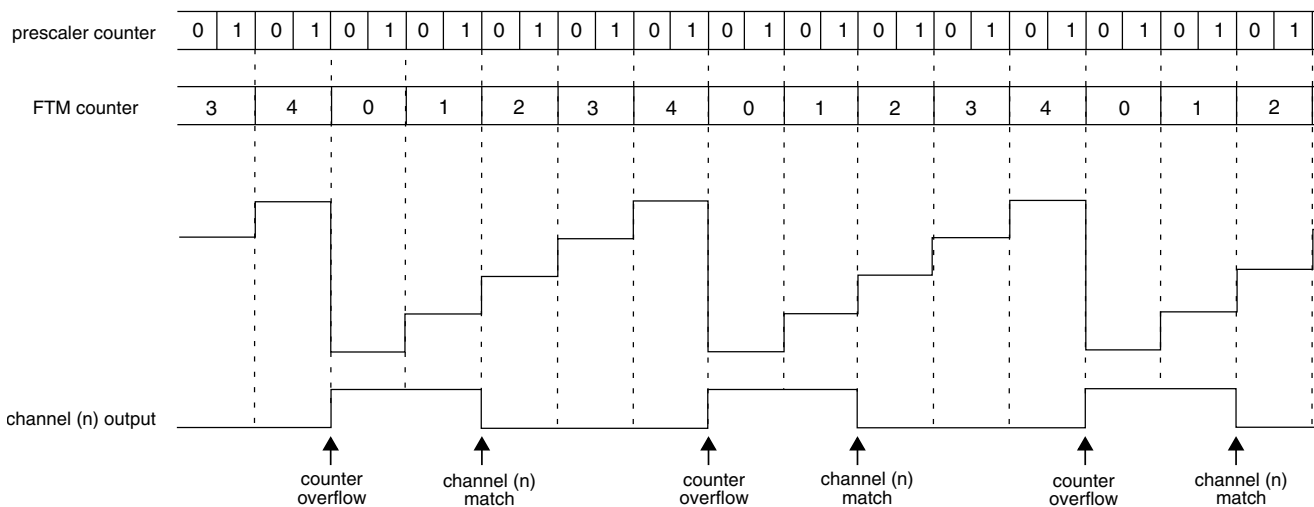 prescaler counter 0 1 0 1 0 1 0 1 0 1 0 1 0 1 0 1 0 1 0 1 0 1 0 1 0 1 0 1 0 1
FTM counter 3 4 0 1 2 3 4 0 1 2 3 4 0 1 2
channel (n) output
counter overflow
channel (n) match
counter overflow
channel (n) match
counter overflow
channel (n) match